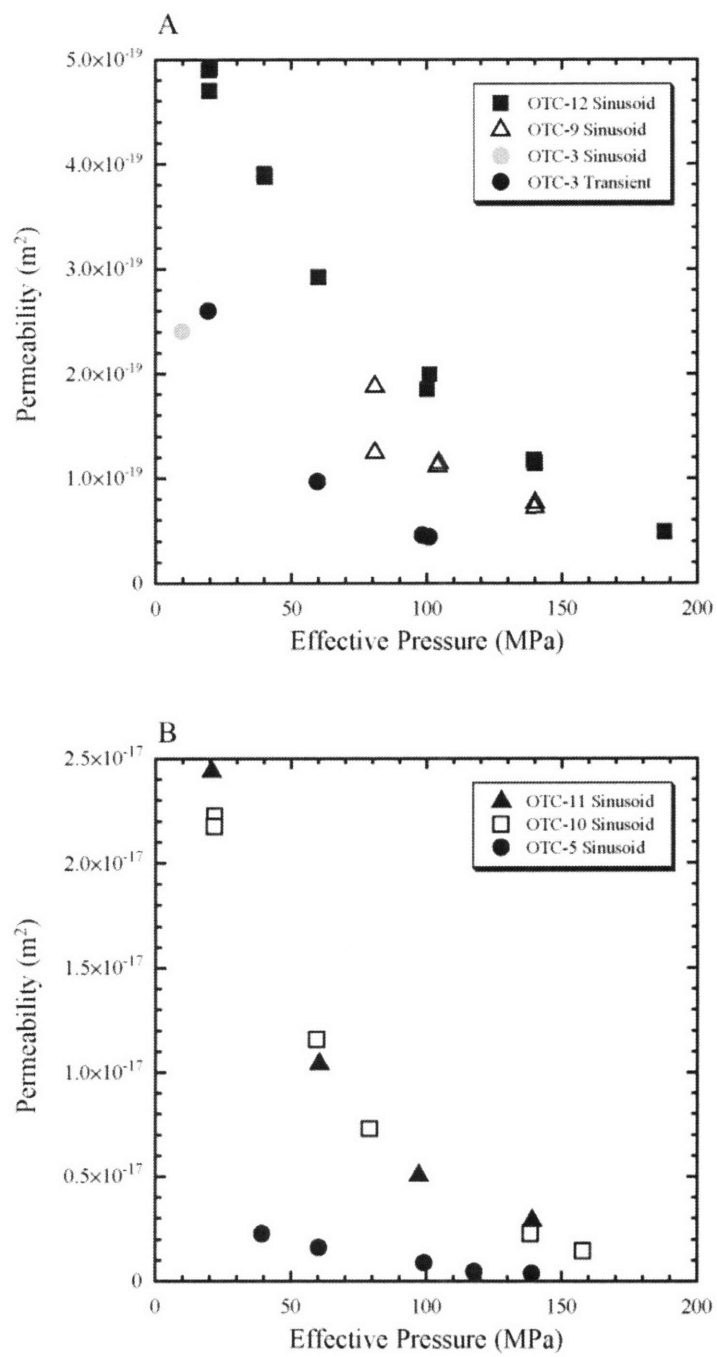 A
5.0×10⁻¹⁹
4.0×10⁻¹⁹
3.0×10⁻¹⁹
2.0×10⁻¹⁹
1.0×10⁻¹⁹
0
Permeability (m²)
OTC-12 Sinusoid
OTC-9 Sinusoid
OTC-3 Sinusoid
OTC-3 Transient
0 50 100 150 200
Effective Pressure (MPa)
B
2.5×10⁻¹⁷
2.0×10⁻¹⁷
1.5×10⁻¹⁷
1.0×10⁻¹⁷
0.5×10⁻¹⁷
0
Permeability (m²)
OTC-11 Sinusoid
OTC-10 Sinusoid
OTC-5 Sinusoid
0 50 100 150 200
Effective Pressure (MPa)